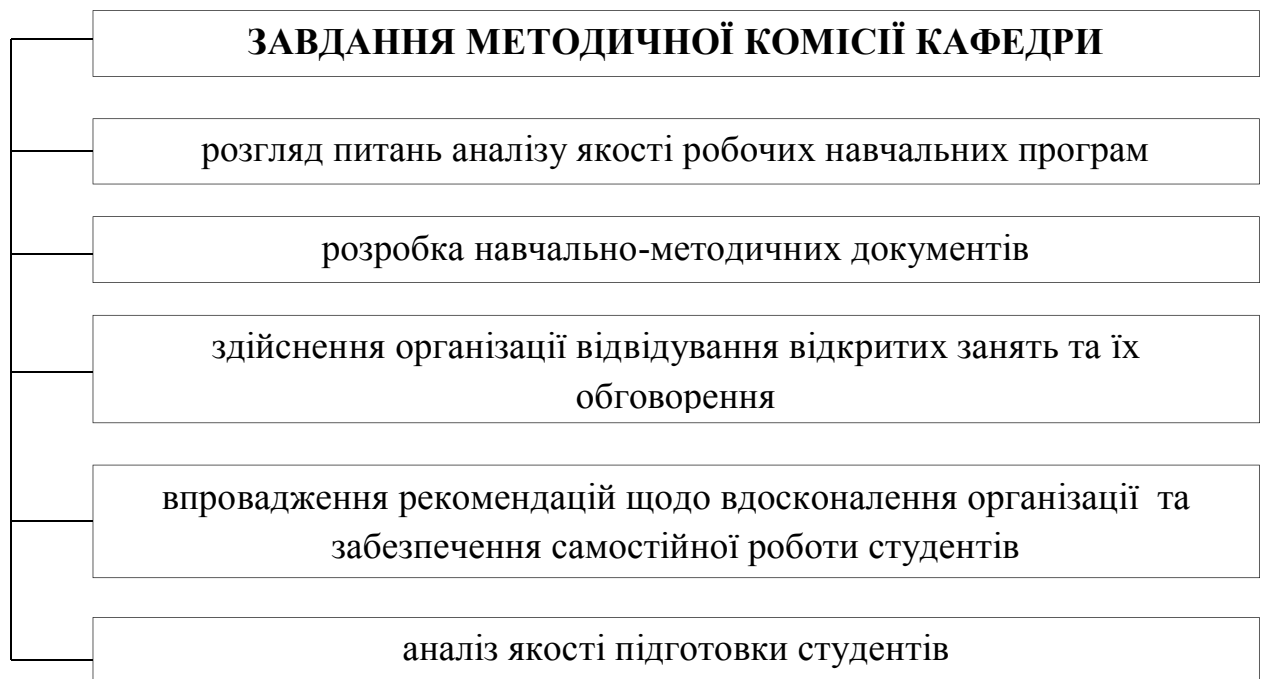 ЗАВДАННЯ МЕТОДИЧНОЇ КОМІСІЇ КАФЕДРИ
розгляд питань аналізу якості робочих навчальних програм
розробка навчально-методичних документів
здійснення організації відвідування відкритих занять та їх
обговорення
впровадження рекомендацій щодо вдосконалення організації та
забезпечення самостійної роботи студентів
аналіз якості підготовки студентів